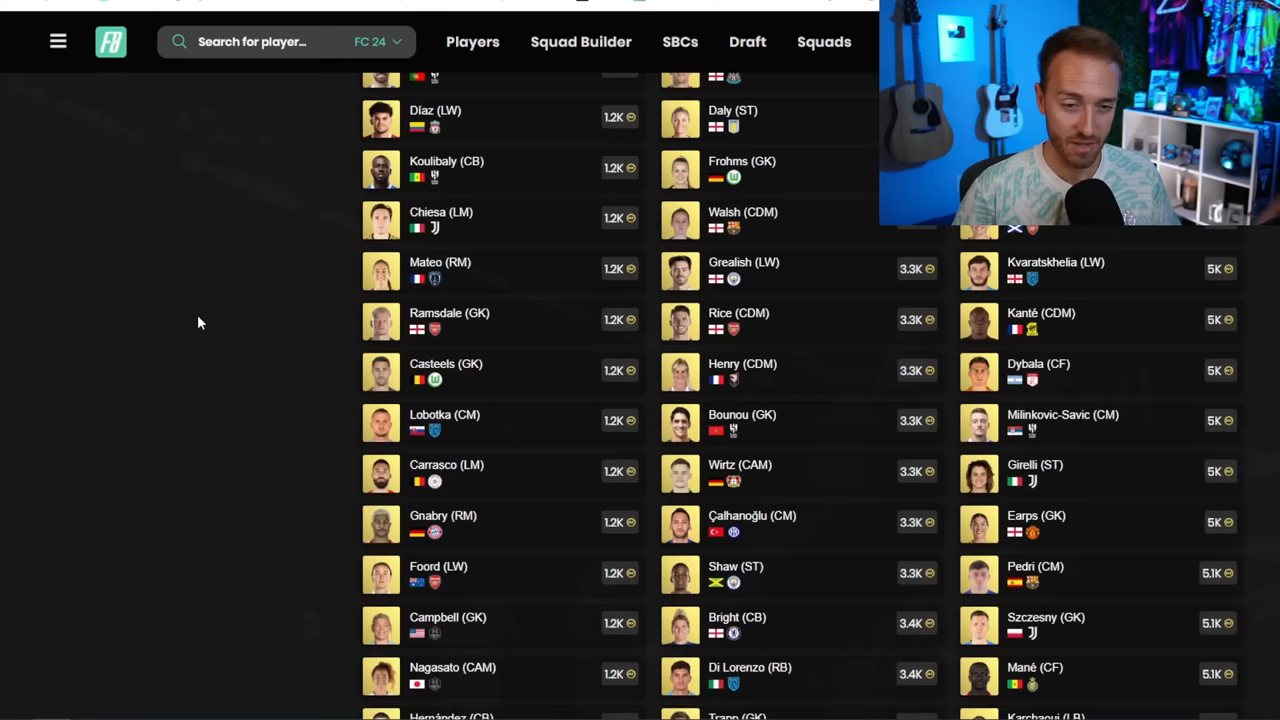 FB
Search for player...
FC 24
Players
Squad Builder
SBCs
Draft
Squads
Díaz (LW)
1.2K
Koulibaly (CB)
1.2K
Chiesa (LM)
1.2K
Mateo (RM)
1.2K
Ramsdale (GK)
1.2K
Casteels (GK)
1.2K
Lobotka (CM)
1.2K
Carrasco (LM)
1.2K
Gnabry (RM)
1.2K
Foord (LW)
1.2K
Campbell (GK)
1.2K
Nagasato (CAM)
1.2K
Hernández (CB)
Daly (ST)
Frohms (GK)
Walsh (CDM)
Grealish (LW)
3.3K
Rice (CDM)
3.3K
Henry (CDM)
3.3K
Bounou (GK)
3.3K
Wirtz (CAM)
3.3K
Çalhanoğlu (CM)
3.3K
Shaw (ST)
3.3K
Bright (CB)
3.4K
Di Lorenzo (RB)
3.4K
Trapp (GK)
Kvaratskhelia (LW)
5K
Kanté (CDM)
5K
Dybala (CF)
5K
Milinkovic-Savic (CM)
5K
Girelli (ST)
5K
Earps (GK)
5K
Pedri (CM)
5.1K
Szczesny (GK)
5.1K
Mané (CF)
5.1K
Karchaoui (LB)